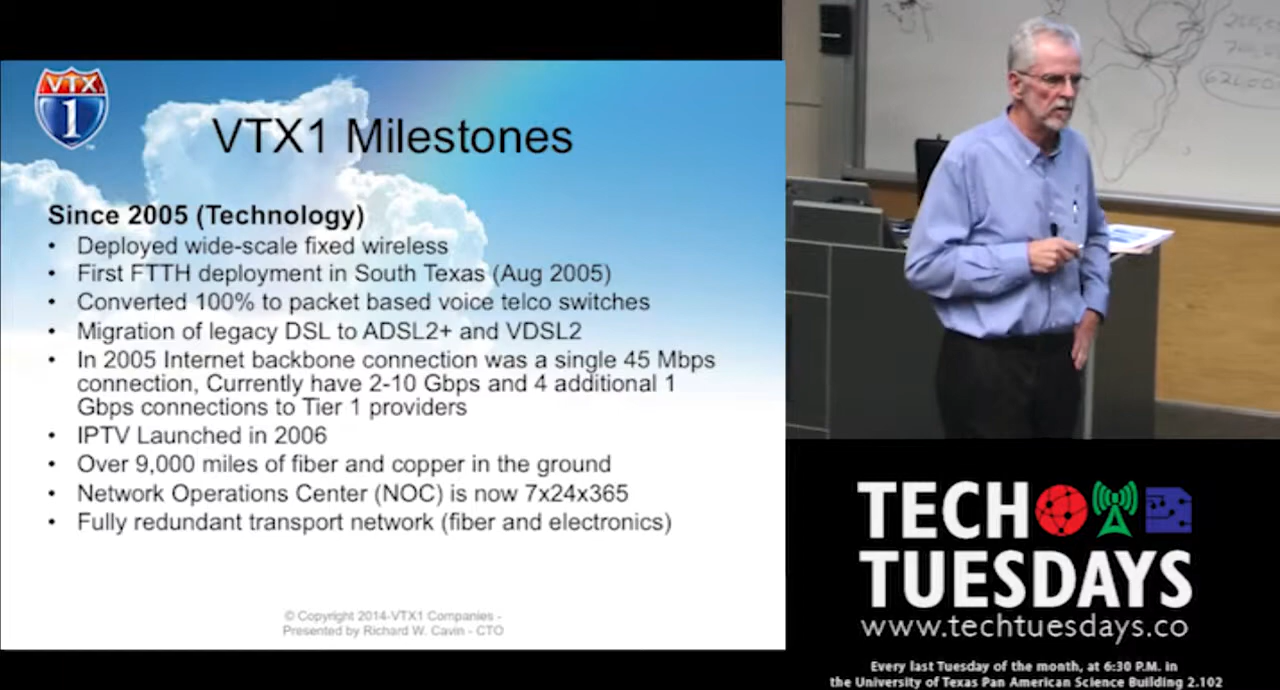 VTX
1
VTX1 Milestones
Since 2005 (Technology)
• Deployed wide-scale fixed wireless
• First FTTH deployment in South Texas (Aug 2005)
• Converted 100% to packet based voice telco switches
• Migration of legacy DSL to ADSL2+ and VDSL2
• In 2005 Internet backbone connection was a single 45 Mbps
connection, Currently have 2-10 Gbps and 4 additional 1
Gbps connections to Tier 1 providers
• IPTV Launched in 2006
• Over 9,000 miles of fiber and copper in the ground
• Network Operations Center (NOC) is now 7x24x365
• Fully redundant transport network (fiber and electronics)
© Copyright 2014-VTX1 Companies -
Presented by Richard W. Cavin - CTO
TECH
TUESDAYS
www.techtuesdays.co
Every last Tuesday of the month, at 6:30 P.M. in
the University of Texas Pan American Science Building 2.102